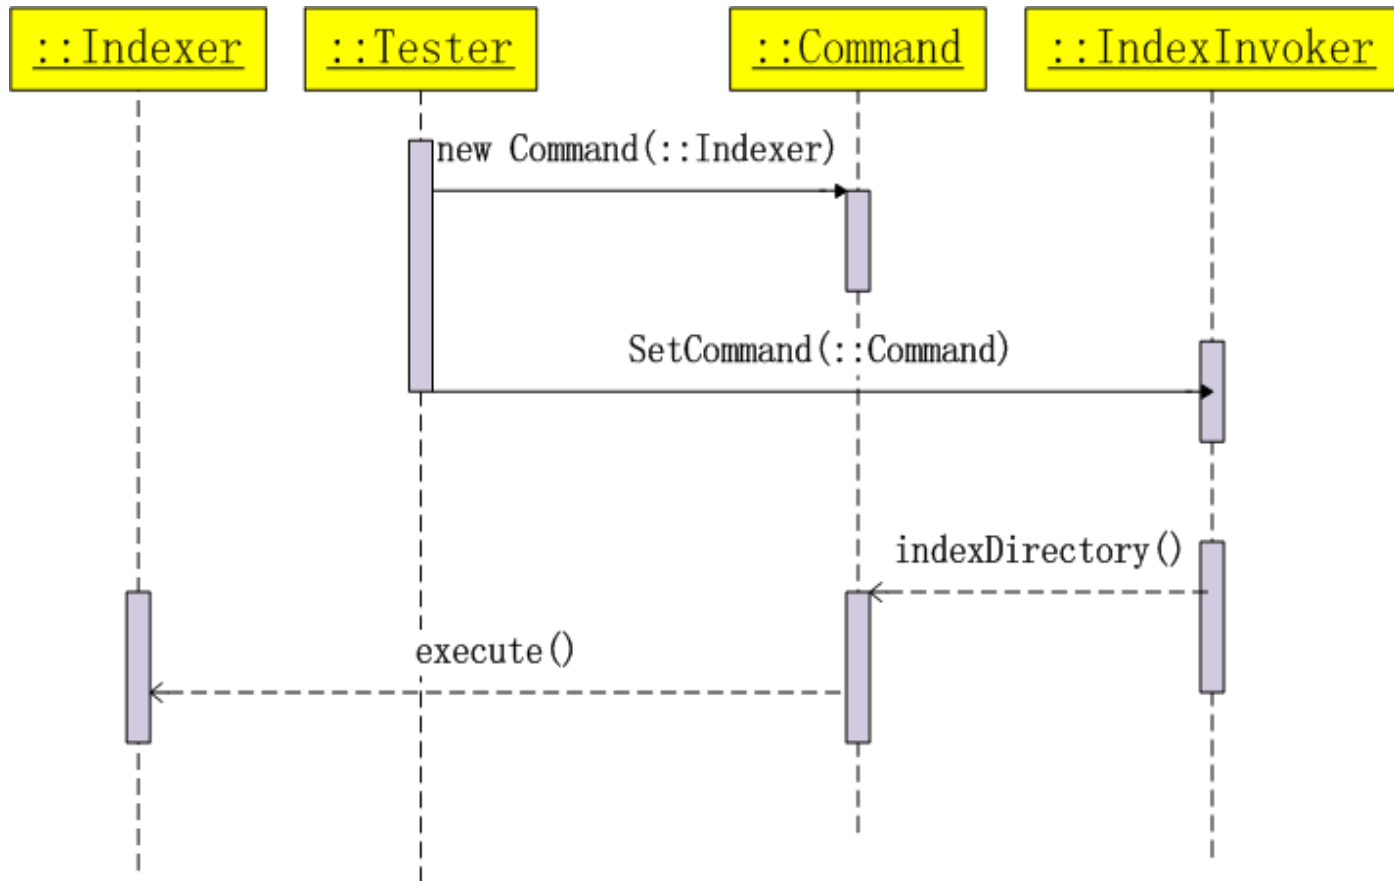 ::Indexer
::Tester
::Command
::IndexInvoker
new Command(::Indexer)
SetCommand(::Command)
indexDirectory()
execute()